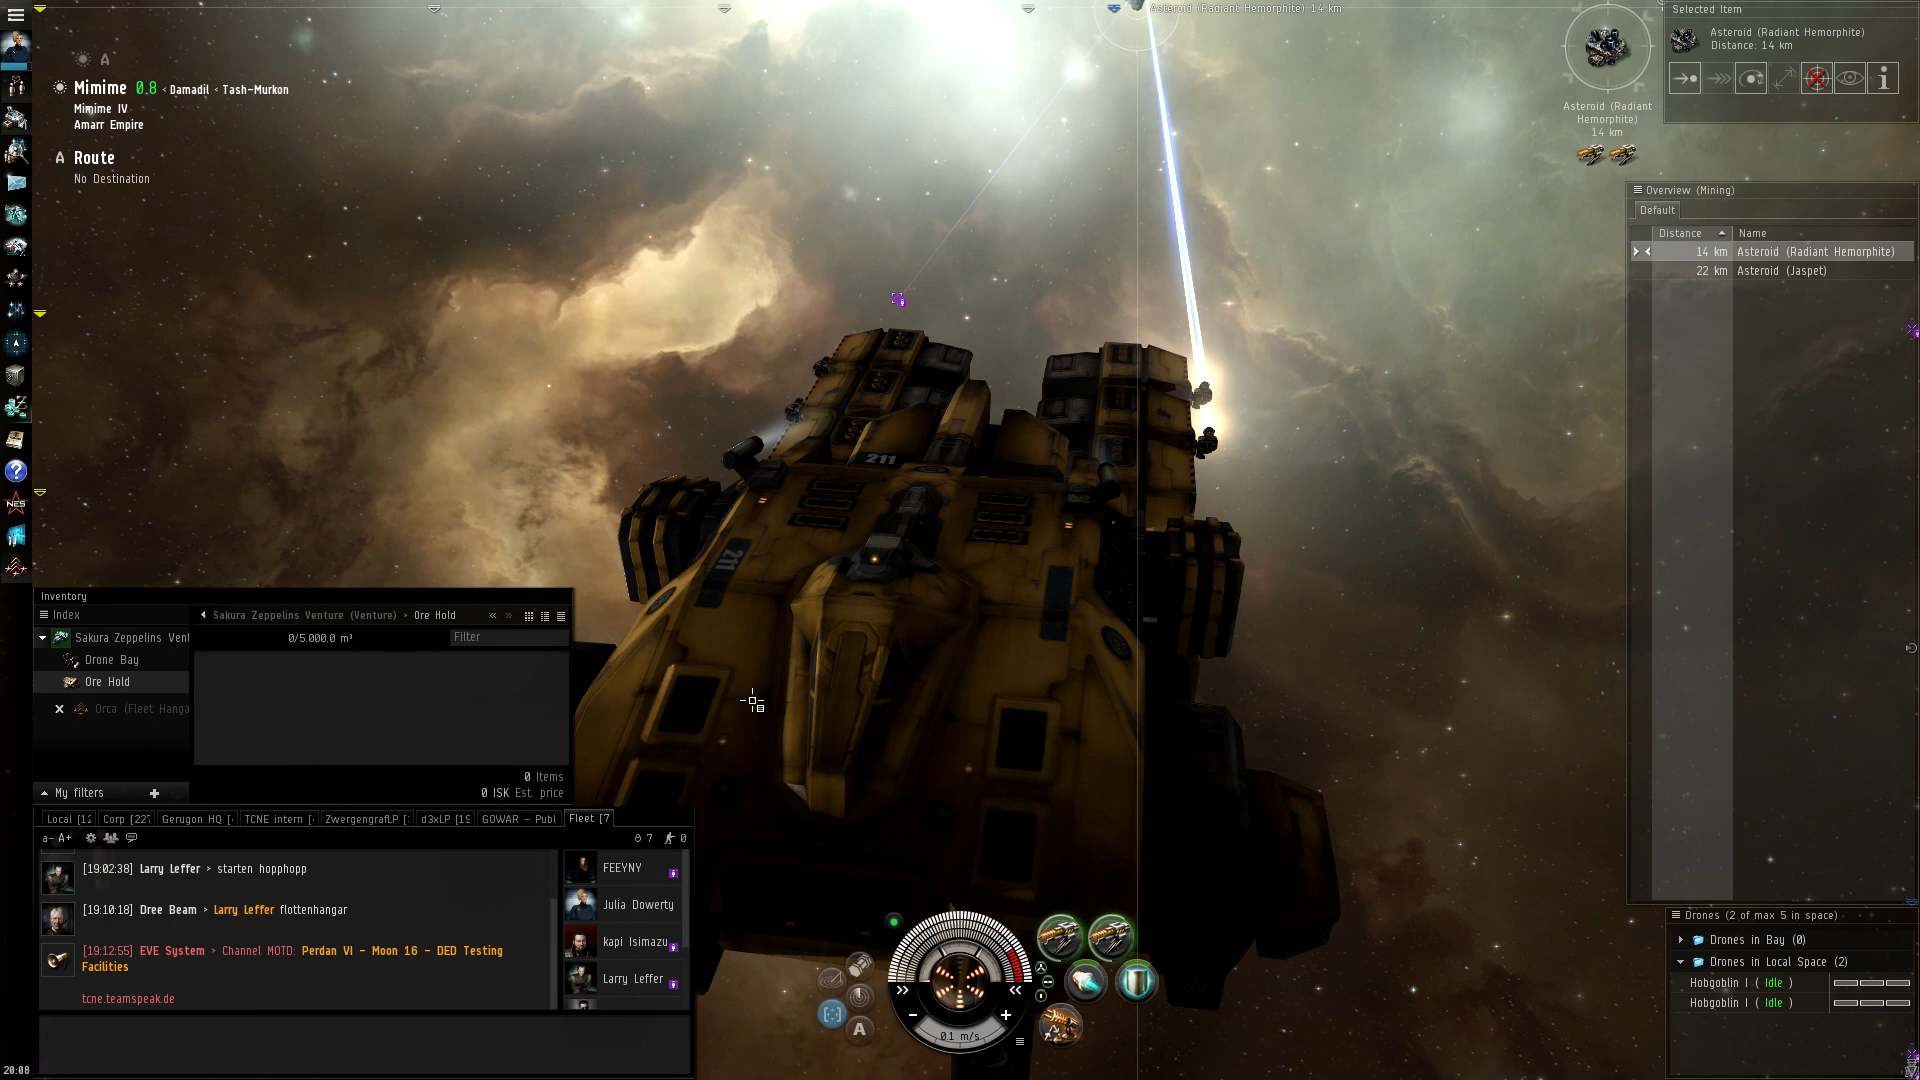 Asteroid (Radiant Hemorphite) 14 km
A
Mimime 0.8 < Damadil < Tash-Murkon
Mimime IV
Amarr Empire
A Route
No Destination
NES
Selected Item
Asteroid (Radiant Hemorphite)
Distance: 14 km
Asteroid (Radiant
Hemorphite)
14 km
Overview (Mining)
Default
Distance Name
14 km Asteroid (Radiant Hemorphite)
22 km Asteroid (Jaspet)
211
211
Inventory
Index
Sakura Zeppelins Venture (Venture) > Ore Hold
Sakura Zeppelins Vent
0/5.000,0 m³
Filter
Drone Bay
Ore Hold
Orca (Fleet Hanga
0 Items
My filters
0 ISK Est. price
Local [12 Corp [227 Gerugon HQ [ TCNE intern [ ZwergengrafLP [ d3xLP [19 GOWAR - Publ Fleet [7
a- A+
7 0
[19:02:38] Larry Leffer > starten hopphopp
[19:10:18] Dree Beam > Larry Leffer flottenhangar
[19:12:55] EVE System > Channel MOTD: Perdan VI - Moon 16 - DED Testing
Facilities
tcne.teamspeak.de
FEEYNY
Julia Dowerty
kapi Isimazu
Larry Leffer
A
0,1 m/s
Drones (2 of max 5 in space)
Drones in Bay (0)
Drones in Local Space (2)
Hobgoblin I ( Idle )
Hobgoblin I ( Idle )
20:08